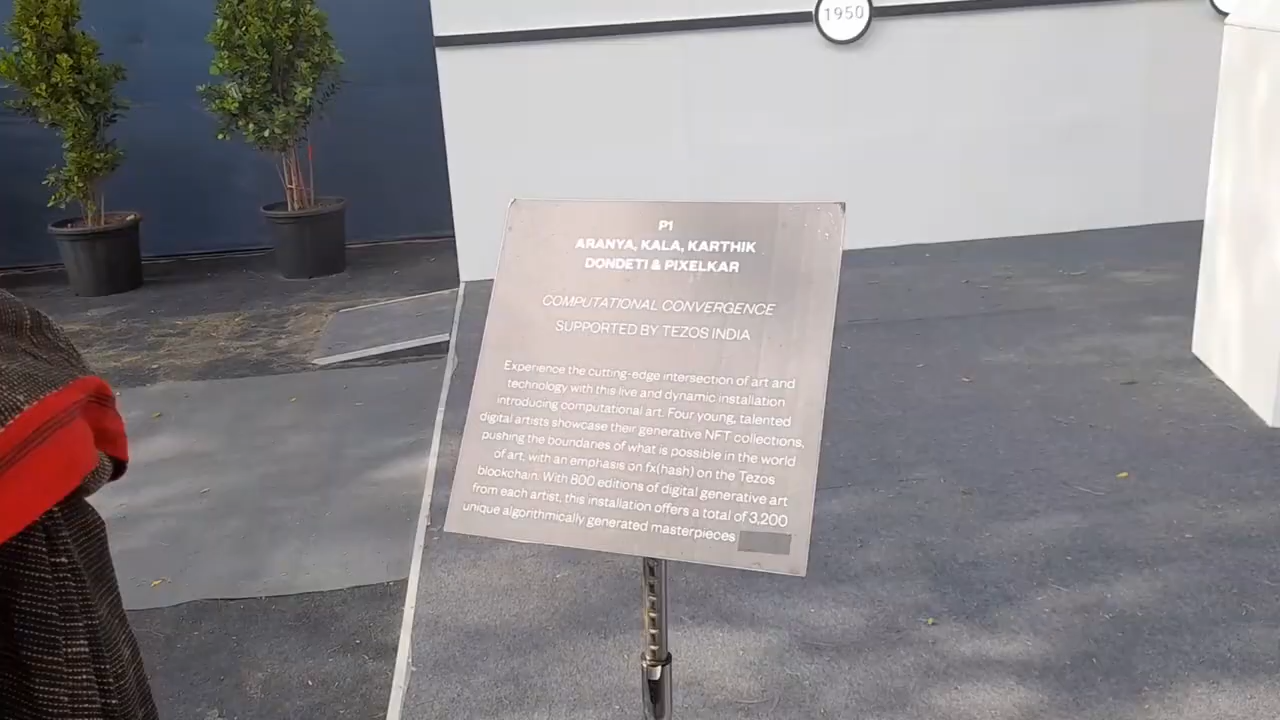 1950
P1
ARANYA, KALA, KARTHIK
DONDETI & PIXELKAR
COMPUTATIONAL CONVERGENCE
SUPPORTED BY TEZOS INDIA
Experience the cutting-edge intersection of art and
technology with this live and dynamic installation
introducing computational art. Four young, talented
digital artists showcase their generative NFT collections,
pushing the boundaries of what is possible in the world
of art, with an emphasis on fx(hash) on the Tezos
blockchain. With 800 editions of digital generative art
from each artist, this installation offers a total of 3,200
unique algorithmically generated masterpieces